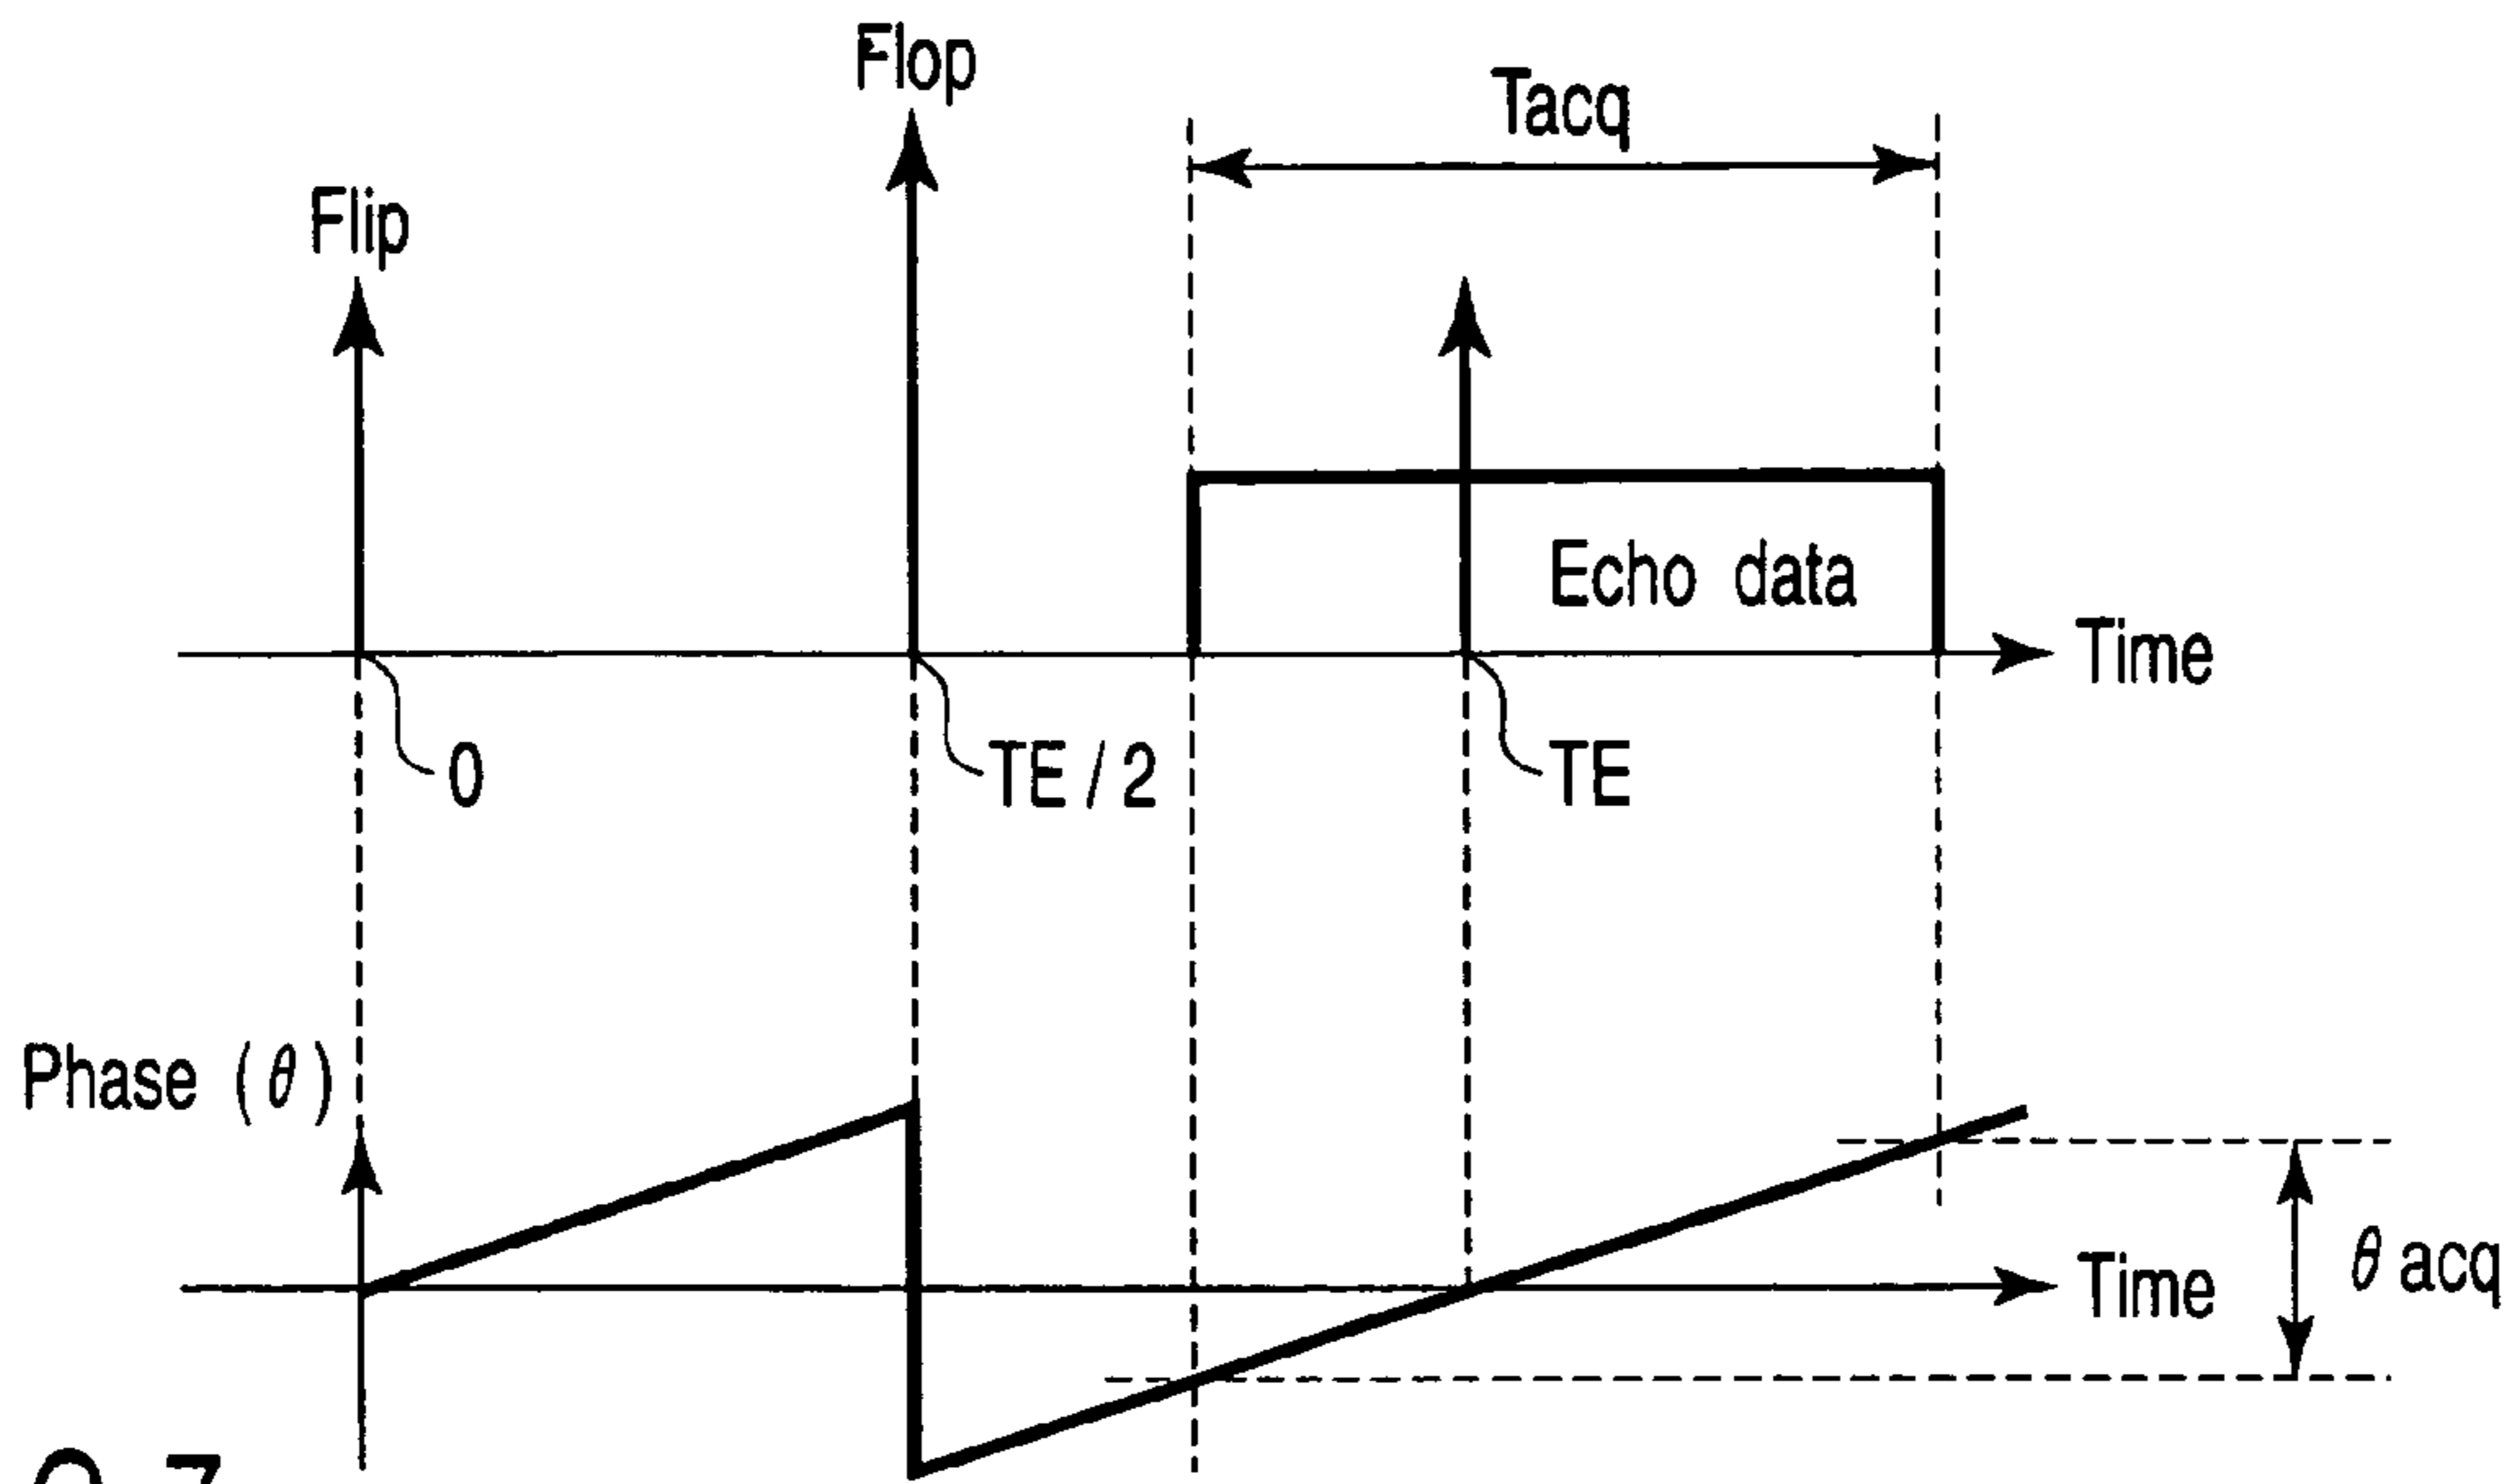 Flop
Tacq
Flip
Echo data
Time
0
TE/2
TE
Phase (θ)
Time
θ acq